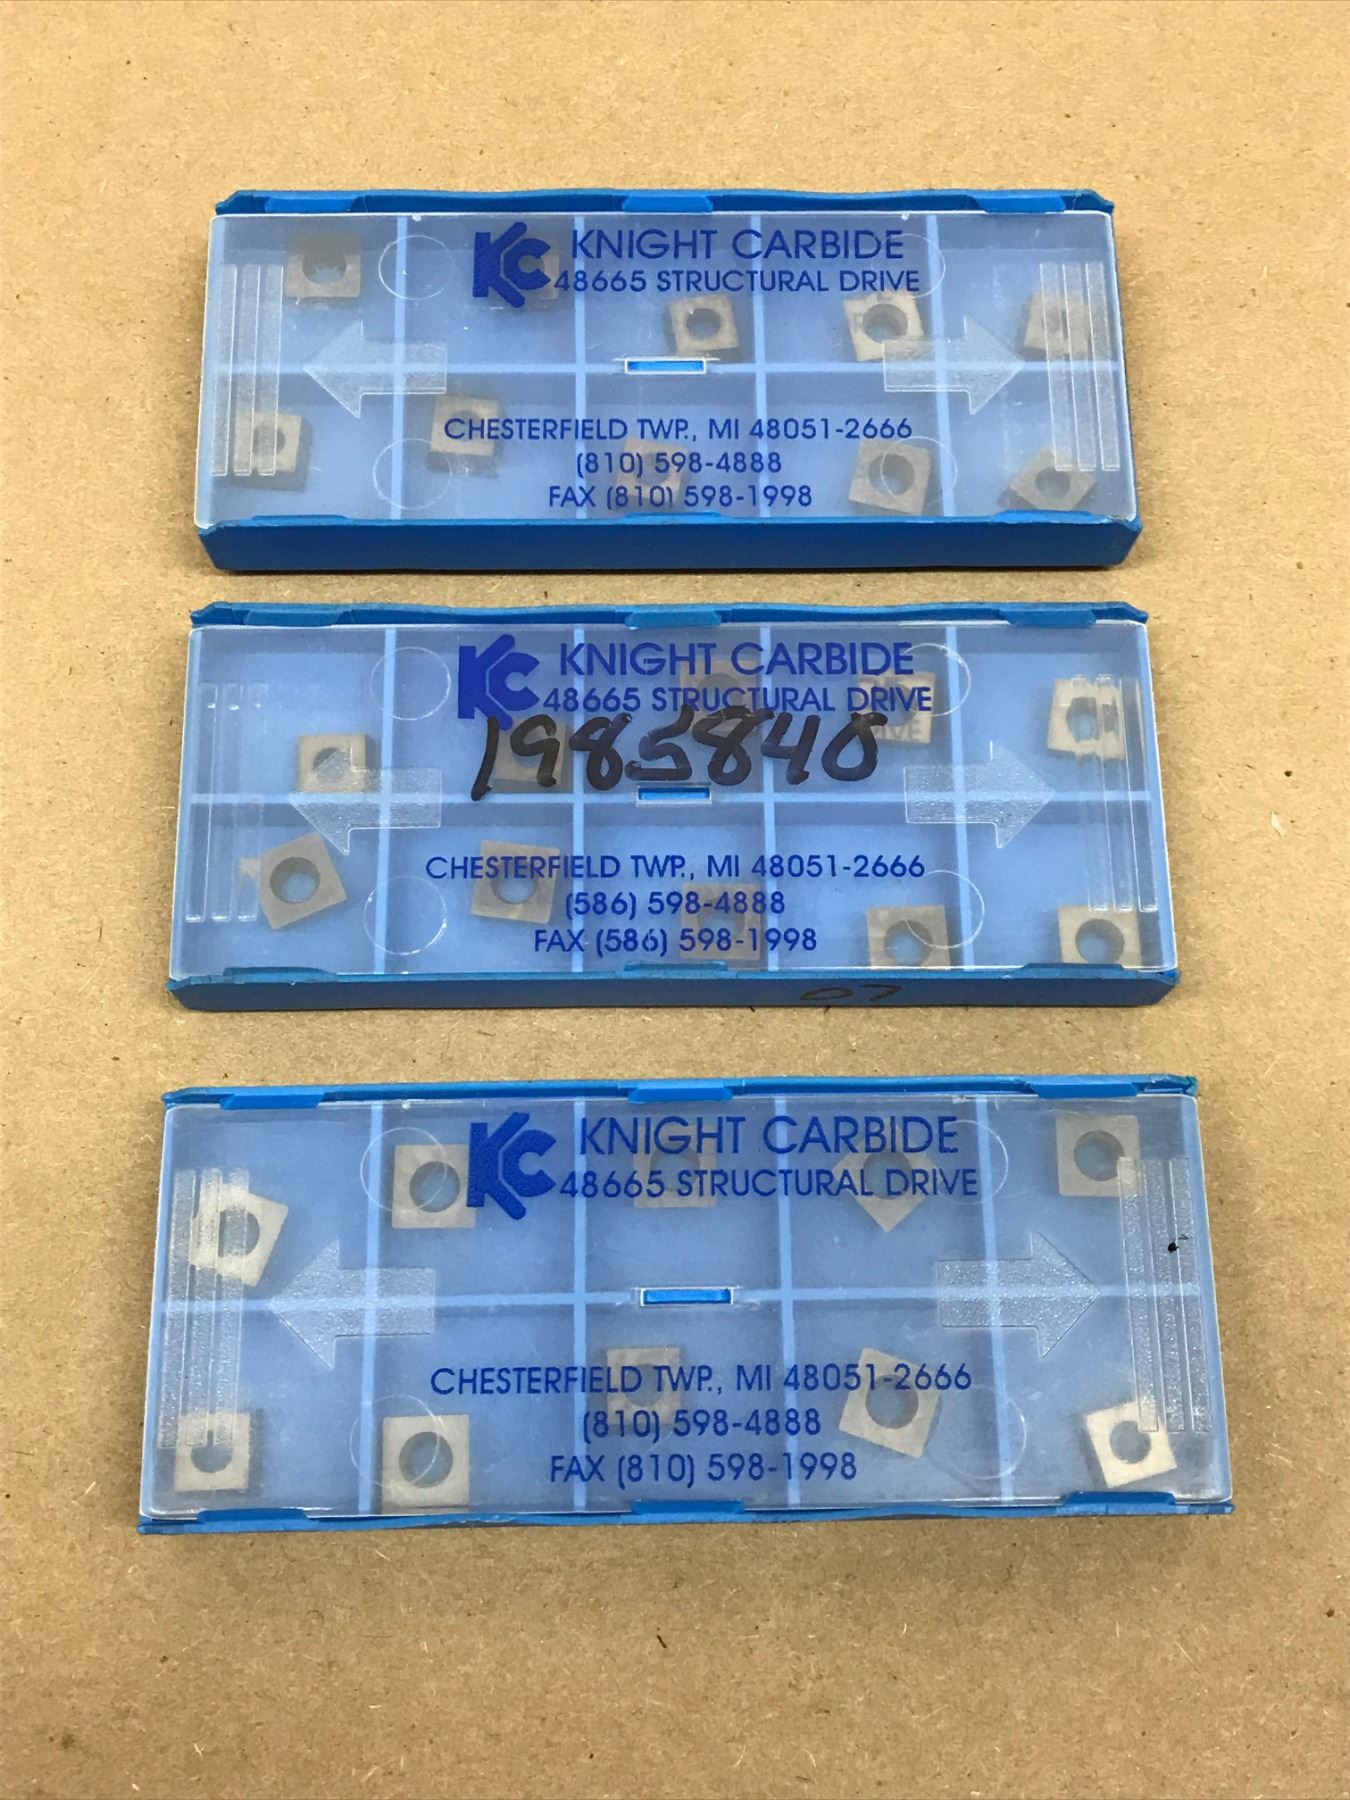 KC KNIGHT CARBIDE
48665 STRUCTURAL DRIVE
CHESTERFIELD TWP., MI 48051-2666
(810) 598-4888
FAX (810) 598-1998
KC KNIGHT CARBIDE
48665 STRUCTURAL DRIVE
1985840
CHESTERFIELD TWP., MI 48051-2666
(586) 598-4888
FAX (586) 598-1998
07
KC KNIGHT CARBIDE
48665 STRUCTURAL DRIVE
CHESTERFIELD TWP., MI 48051-2666
(810) 598-4888
FAX (810) 598-1998